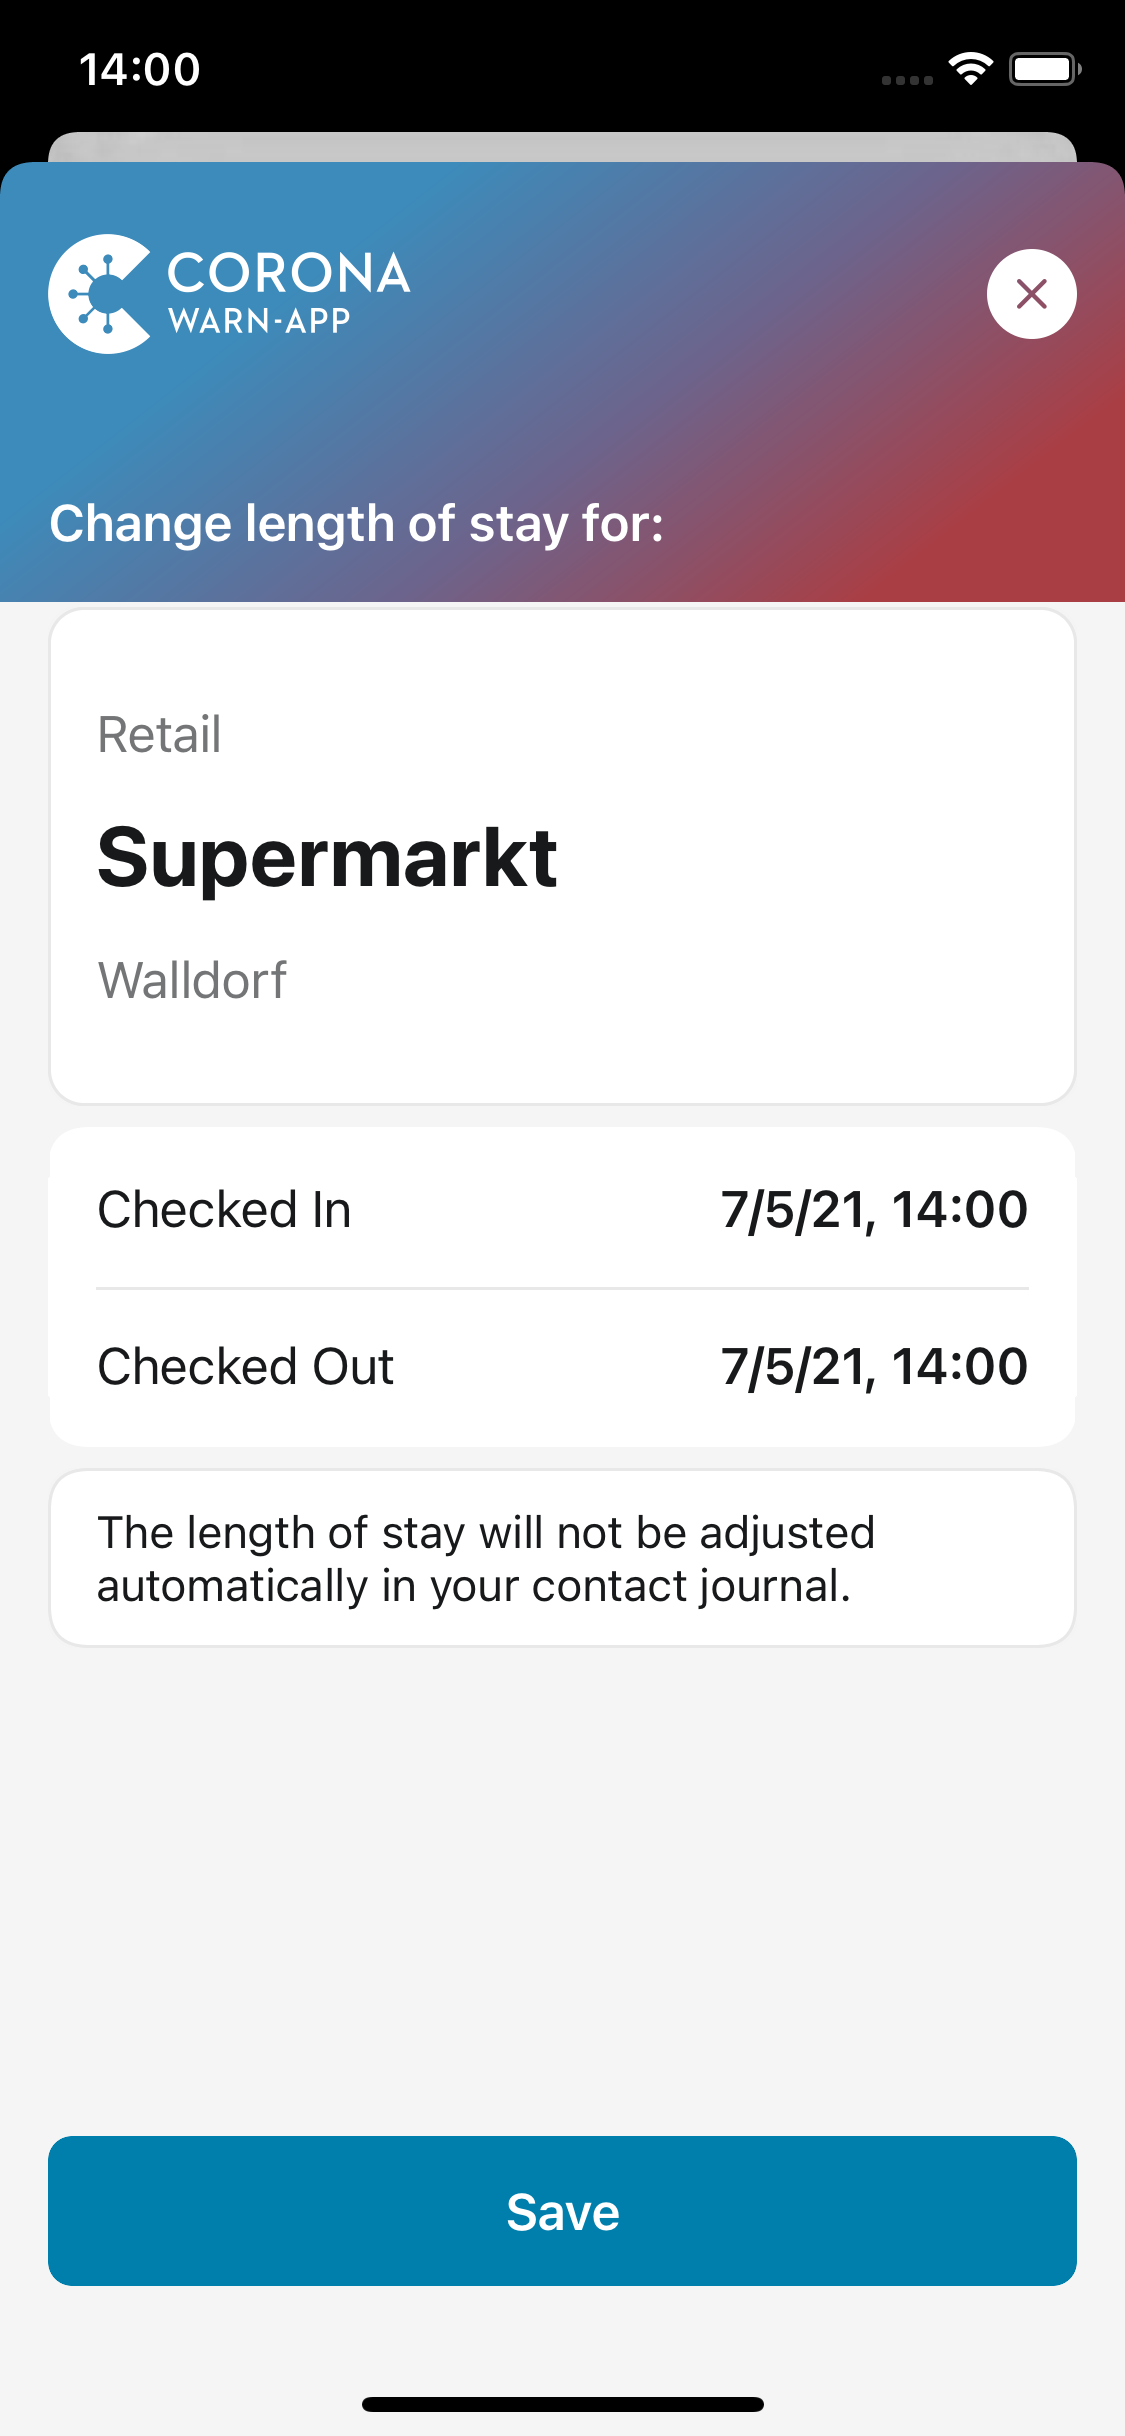 14:00
CORONA
WARN-APP
Change length of stay for:
Retail
Supermarkt
Walldorf
Checked In 7/5/21, 14:00
Checked Out 7/5/21, 14:00
The length of stay will not be adjusted
automatically in your contact journal.
Save